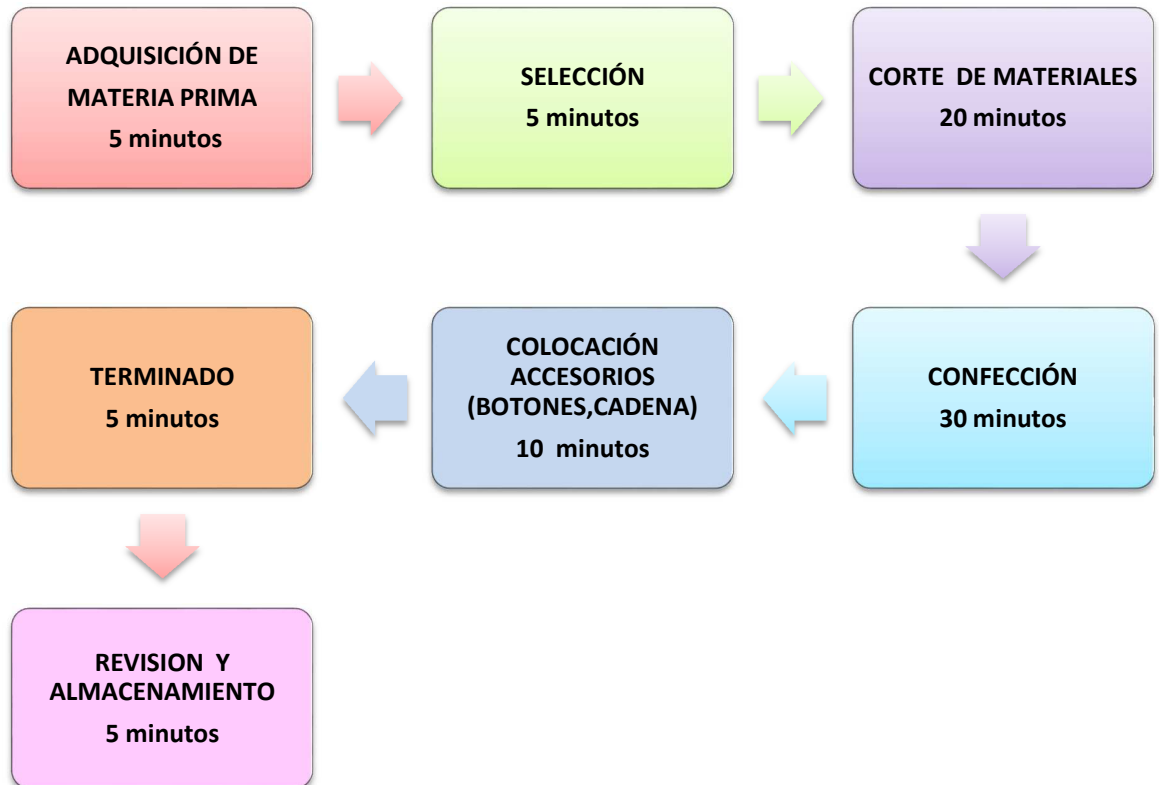 ADQUISICIÓN DE
MATERIA PRIMA
5 minutos
SELECCIÓN
5 minutos
CORTE DE MATERIALES
20 minutos
CONFECCIÓN
30 minutos
COLOCACIÓN
ACCESORIOS
(BOTONES,CADENA)
10 minutos
TERMINADO
5 minutos
REVISION Y
ALMACENAMIENTO
5 minutos